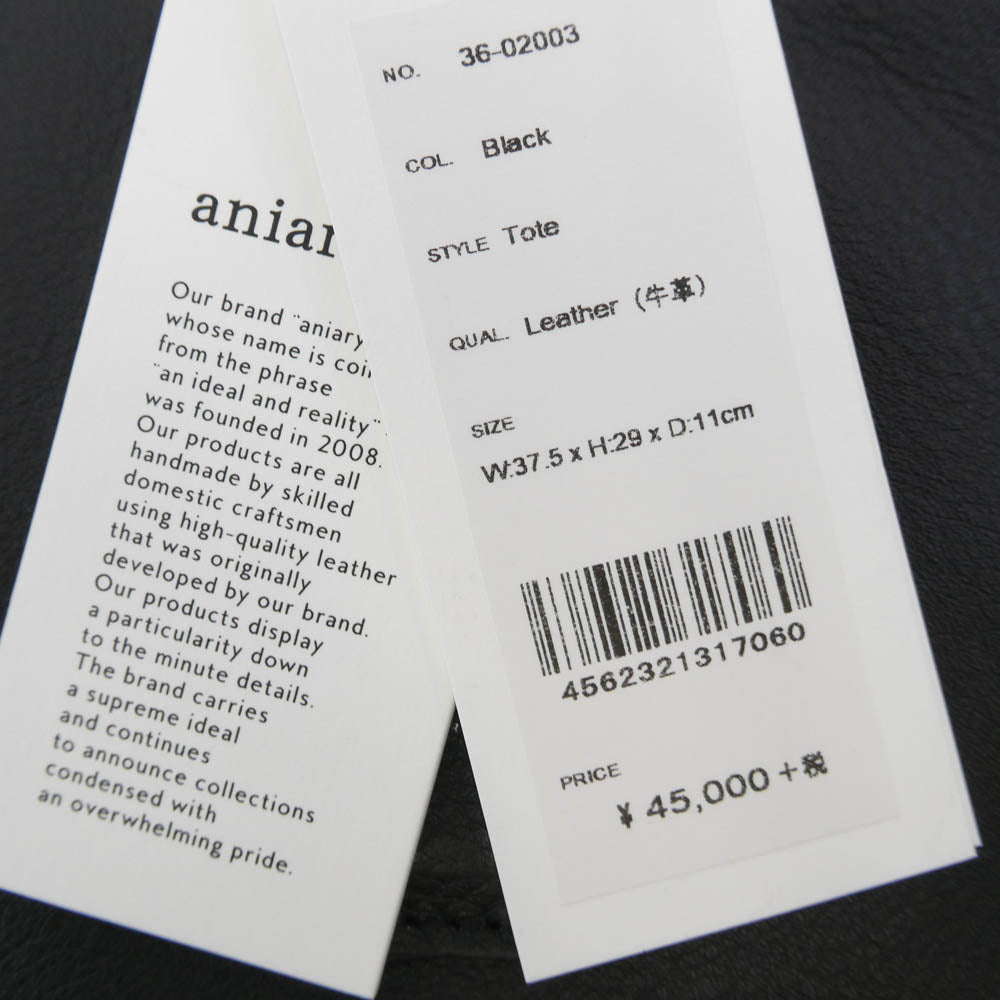 aniar
Our brand "aniary,
whose name is coi
from the phrase
"an ideal and reality"
was founded in 2008.
Our products are all
handmade by skilled
domestic craftsmen
using high-quality leather
that was originally
developed by our brand.
Our products display
a particularity down
to the minute details.
The brand carries
a supreme ideal
and continues
to announce collections
condensed with
an overwhelming pride.
NO. 36-02003
COL. Black
STYLE Tote
QUAL. Leather (牛革)
SIZE
W:37.5 x H:29 x D:11cm
4562321317060
PRICE
¥ 45,000+税